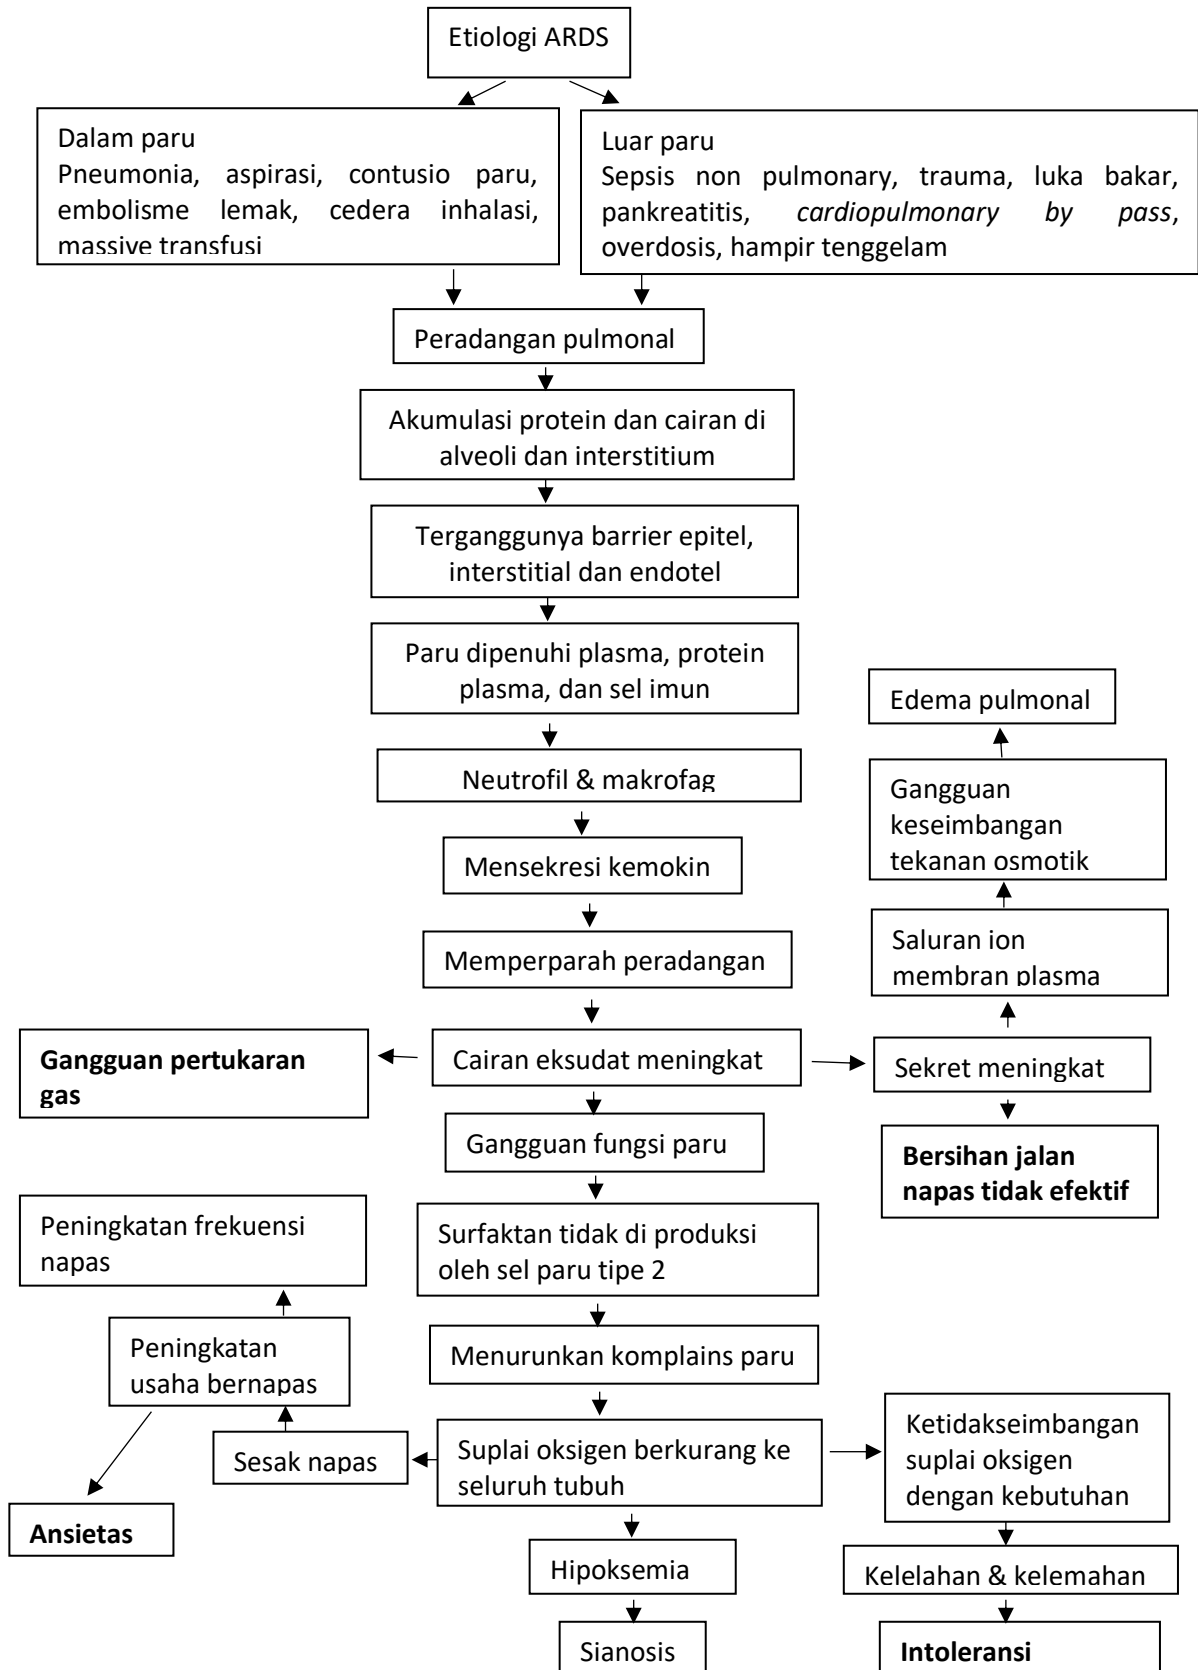 Etiologi ARDS
Dalam paru
Pneumonia, aspirasi, contusio paru,
embolisme lemak, cedera inhalasi,
massive transfusi
Luar paru
Sepsis non pulmonary, trauma, luka bakar,
pankreatitis, cardiopulmonary by pass,
overdosis, hampir tenggelam
Peradangan pulmonal
Akumulasi protein dan cairan di
alveoli dan interstitium
Terganggunya barrier epitel,
interstitial dan endotel
Paru dipenuhi plasma, protein
plasma, dan sel imun
Edema pulmonal
Neutrofil & makrofag
Gangguan
keseimbangan
tekanan osmotik
Mensekresi kemokin
Memperparah peradangan
Saluran ion
membran plasma
Gangguan pertukaran
gas
Cairan eksudat meningkat
Sekret meningkat
Gangguan fungsi paru
Bersihan jalan
napas tidak efektif
Peningkatan frekuensi
napas
Surfaktan tidak di produksi
oleh sel paru tipe 2
Peningkatan
usaha bernapas
Menurunkan komplains paru
Sesak napas
Suplai oksigen berkurang ke
seluruh tubuh
Ketidakseimbangan
suplai oksigen
dengan kebutuhan
Ansietas
Hipoksemia
Kelelahan & kelemahan
Sianosis
Intoleransi